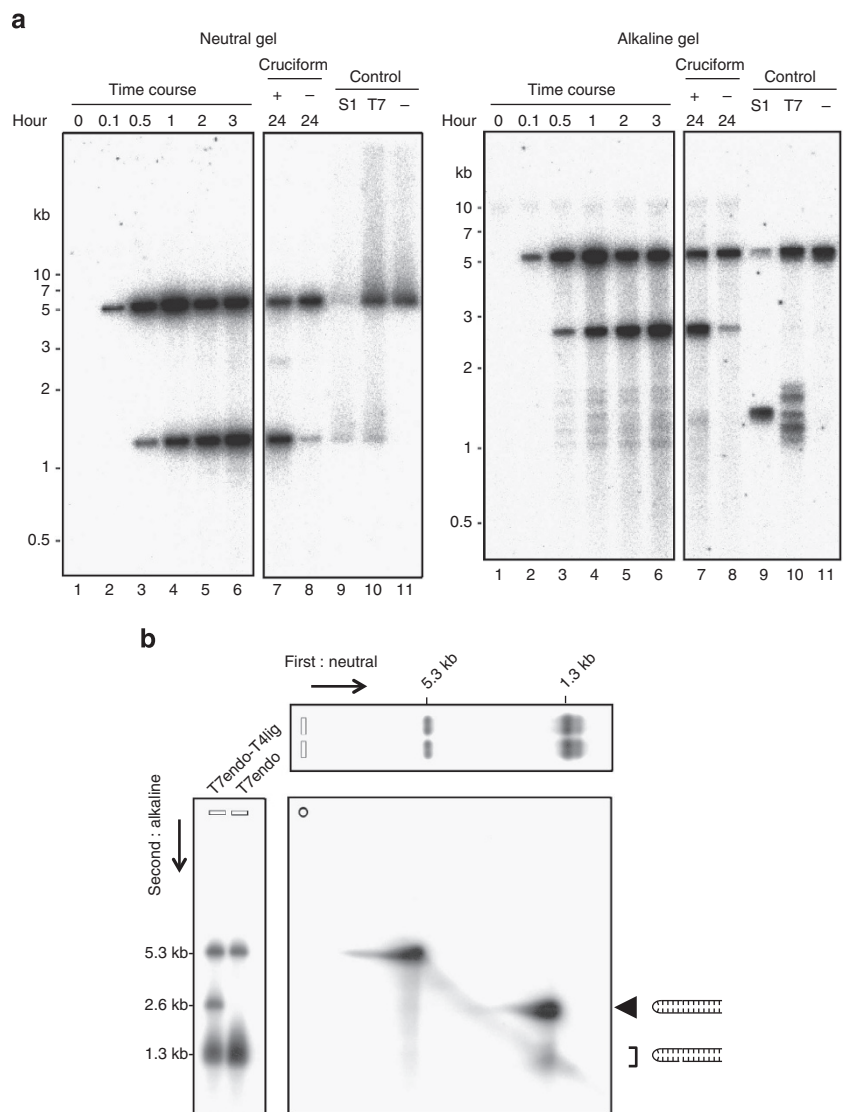 a
Neutral gel
Alkaline gel
Time course
Cruciform
Control
+ −
S1 T7 −
Hour 0 0.1 0.5 1 2 3 24 24
kb
10
7
5
3
2
1
0.5
1 2 3 4 5 6 7 8 9 10 11
Time course
Cruciform
Control
+ −
S1 T7 −
Hour 0 0.1 0.5 1 2 3 24 24
kb
10
7
5
3
2
1
0.5
1 2 3 4 5 6 7 8 9 10 11
b
First : neutral
5.3 kb
1.3 kb
T7endo-T4lig
T7endo
Second : alkaline
5.3 kb
2.6 kb
1.3 kb